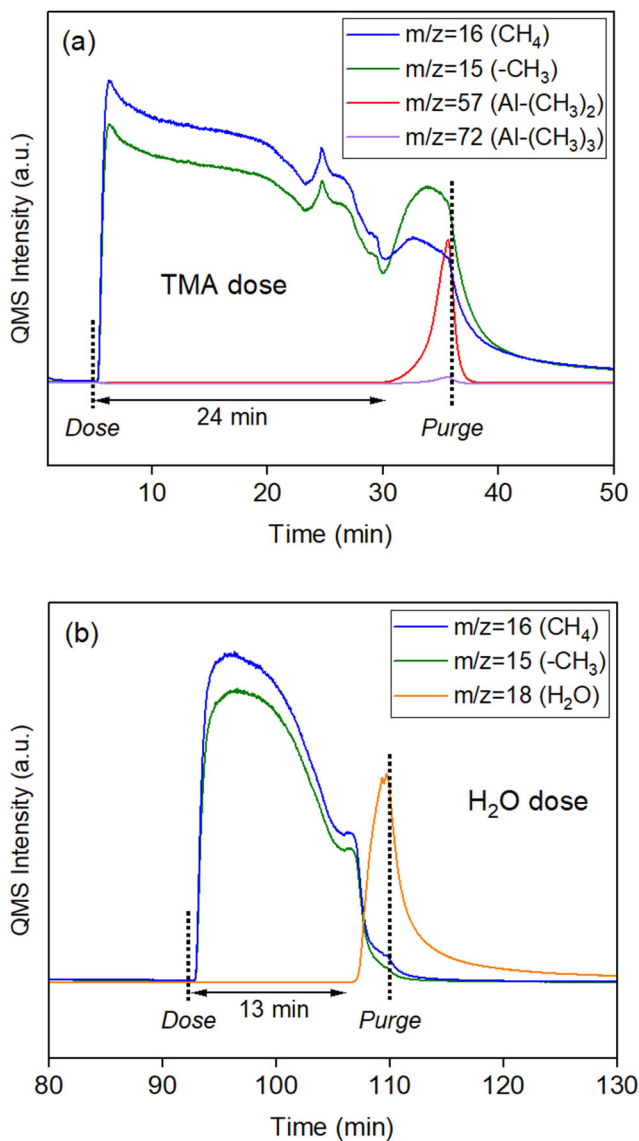 (a)
m/z=16 (CH₄)
m/z=15 (-CH₃)
m/z=57 (Al-(CH₃)₂)
m/z=72 (Al-(CH₃)₃)
QMS Intensity (a.u.)
TMA dose
24 min
Dose
Purge
10 20 30 40 50
Time (min)
(b)
m/z=16 (CH₄)
m/z=15 (-CH₃)
m/z=18 (H₂O)
QMS Intensity (a.u.)
H₂O dose
13 min
Dose
Purge
80 90 100 110 120 130
Time (min)